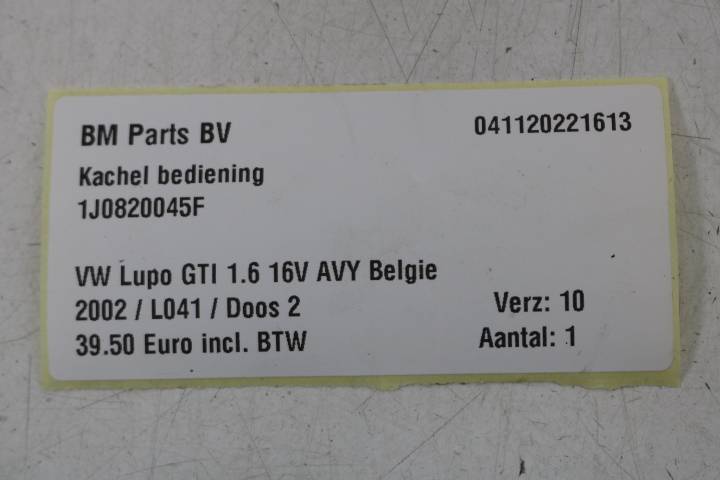 BM Parts BV 041120221613
Kachel bediening
1J0820045F
VW Lupo GTI 1.6 16V AVY Belgie
2002 / L041 / Doos 2 Verz: 10
39.50 Euro incl. BTW Aantal: 1